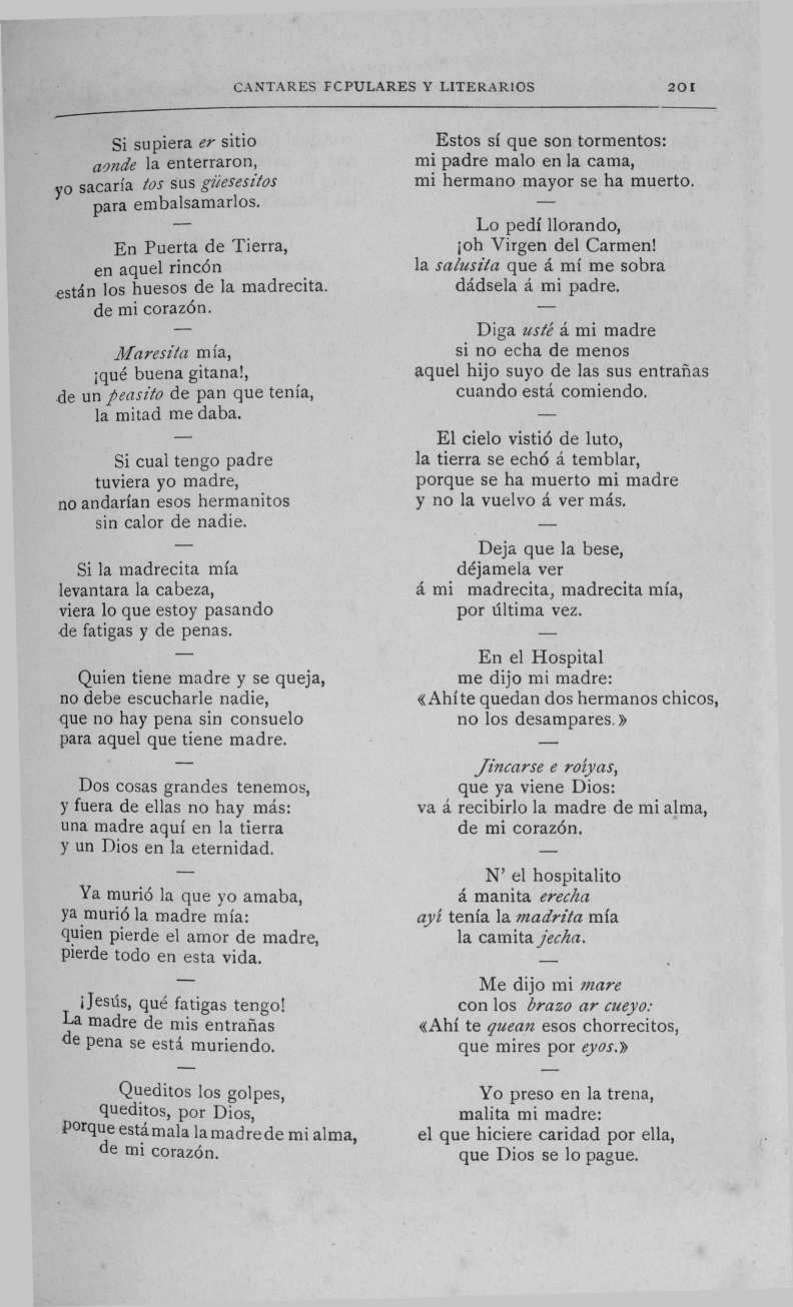 CANTARES PCPULARES Y LITERARIOS 201
Si supiera er sitio
aonde la enterraron,
yo sacaría tos sus güesesitos
para embalsamarlos.
—
En Puerta de Tierra,
en aquel rincón
están los huesos de la madrecita.
de mi corazón.
—
Maresita mía,
¡qué buena gitana!,
de un peasito de pan que tenía,
la mitad me daba.
—
Si cual tengo padre
tuviera yo madre,
no andarían esos hermanitos
sin calor de nadie.
—
Si la madrecita mía
levantara la cabeza,
viera lo que estoy pasando
de fatigas y de penas.
—
Quien tiene madre y se queja,
no debe escucharle nadie,
que no hay pena sin consuelo
para aquel que tiene madre.
—
Dos cosas grandes tenemos,
y fuera de ellas no hay más:
una madre aquí en la tierra
y un Dios en la eternidad.
—
Ya murió la que yo amaba,
ya murió la madre mía:
quien pierde el amor de madre,
pierde todo en esta vida.
—
¡Jesús, qué fatigas tengo!
La madre de mis entrañas
de pena se está muriendo.
—
Queditos los golpes,
queditos, por Dios,
porque está mala la madre de mi alma,
de mi corazón.
Estos sí que son tormentos:
mi padre malo en la cama,
mi hermano mayor se ha muerto.
—
Lo pedí llorando,
¡oh Virgen del Carmen!
la salusita que á mí me sobra
dádsela á mi padre.
—
Diga usté á mi madre
si no echa de menos
aquel hijo suyo de las sus entrañas
cuando está comiendo.
—
El cielo vistió de luto,
la tierra se echó á temblar,
porque se ha muerto mi madre
y no la vuelvo á ver más.
—
Deja que la bese,
déjamela ver
á mi madrecita, madrecita mía,
por última vez.
—
En el Hospital
me dijo mi madre:
«Ahí te quedan dos hermanos chicos,
no los desampares.»
—
Jincarse e roíyas,
que ya viene Dios:
va á recibirlo la madre de mi alma,
de mi corazón.
—
N' el hospitalito
á manita erecha
ayí tenía la madrita mía
la camita jecha.
—
Me dijo mi mare
con los brazo ar cueyo:
«Ahí te quean esos chorrecitos,
que mires por eyos.»
—
Yo preso en la trena,
malita mi madre:
el que hiciere caridad por ella,
que Dios se lo pague.